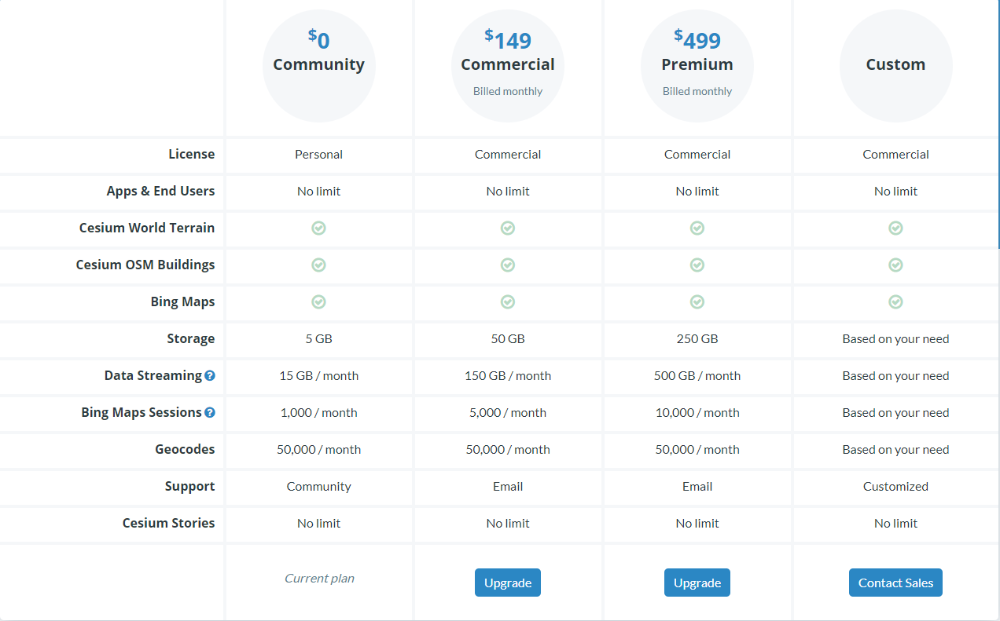 $0 $149 $499
Community Commercial Premium Custom
Billed monthly Billed monthly
License Personal Commercial Commercial Commercial
Apps & End Users No limit No limit No limit No limit
Cesium World Terrain
Cesium OSM Buildings
Bing Maps
Storage 5 GB 50 GB 250 GB Based on your need
Data Streaming ? 15 GB / month 150 GB / month 500 GB / month Based on your need
Bing Maps Sessions ? 1,000 / month 5,000 / month 10,000 / month Based on your need
Geocodes 50,000 / month 50,000 / month 50,000 / month Based on your need
Support Community Email Email Customized
Cesium Stories No limit No limit No limit No limit
Current plan Upgrade Upgrade Contact Sales